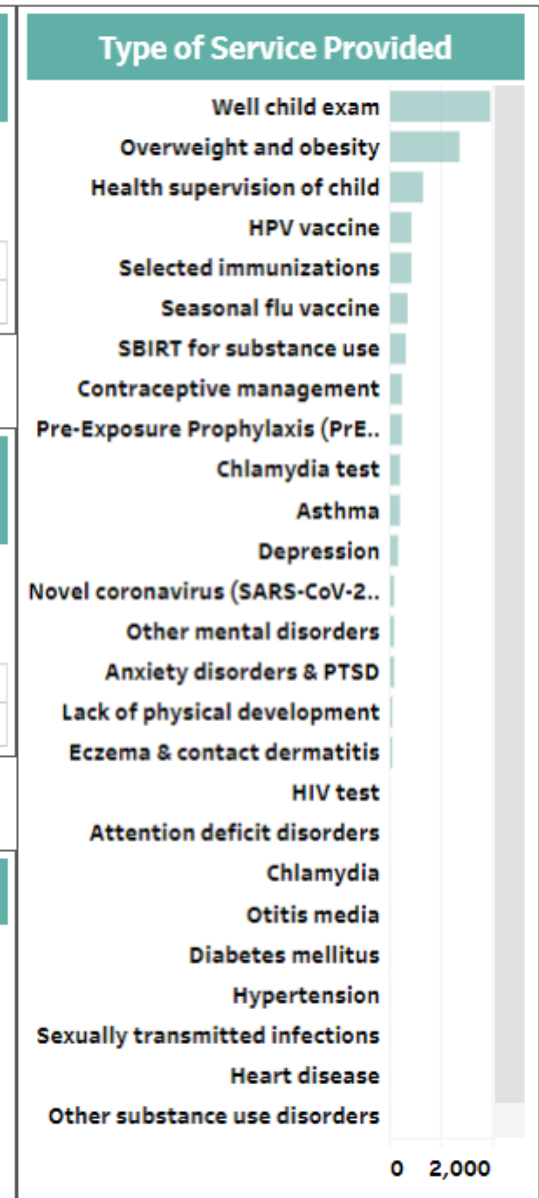 Type of Service Provided
Well child exam
Overweight and obesity
Health supervision of child
HPV vaccine
Selected immunizations
Seasonal flu vaccine
SBIRT for substance use
Contraceptive management
Pre-Exposure Prophylaxis (PrE..
Chlamydia test
Asthma
Depression
Novel coronavirus (SARS-CoV-2..
Other mental disorders
Anxiety disorders & PTSD
Lack of physical development
Eczema & contact dermatitis
HIV test
Attention deficit disorders
Chlamydia
Otitis media
Diabetes mellitus
Hypertension
Sexually transmitted infections
Heart disease
Other substance use disorders
0 2,000